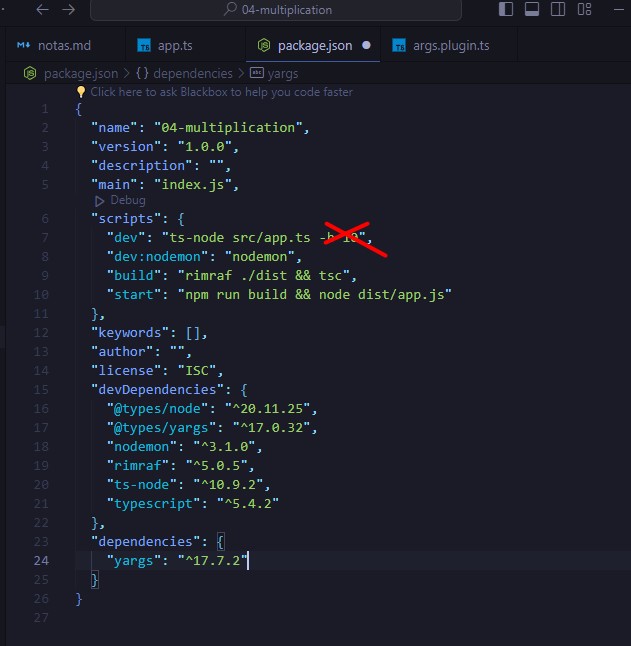 04-multiplication
notas.md
TS app.ts
package.json
TS args.plugin.ts
package.json > {} dependencies > yargs
Click here to ask Blackbox to help you code faster
1 {
2 "name": "04-multiplication",
3 "version": "1.0.0",
4 "description": "",
5 "main": "index.js",
Debug
6 "scripts": {
7 "dev": "ts-node src/app.ts -b 10",
8 "dev:nodemon": "nodemon",
9 "build": "rimraf ./dist && tsc",
10 "start": "npm run build && node dist/app.js"
11 },
12 "keywords": [],
13 "author": "",
14 "license": "ISC",
15 "devDependencies": {
16 "@types/node": "^20.11.25",
17 "@types/yargs": "^17.0.32",
18 "nodemon": "^3.1.0",
19 "rimraf": "^5.0.5",
20 "ts-node": "^10.9.2",
21 "typescript": "^5.4.2"
22 },
23 "dependencies": {
24 "yargs": "^17.7.2"
25 }
26 }
27